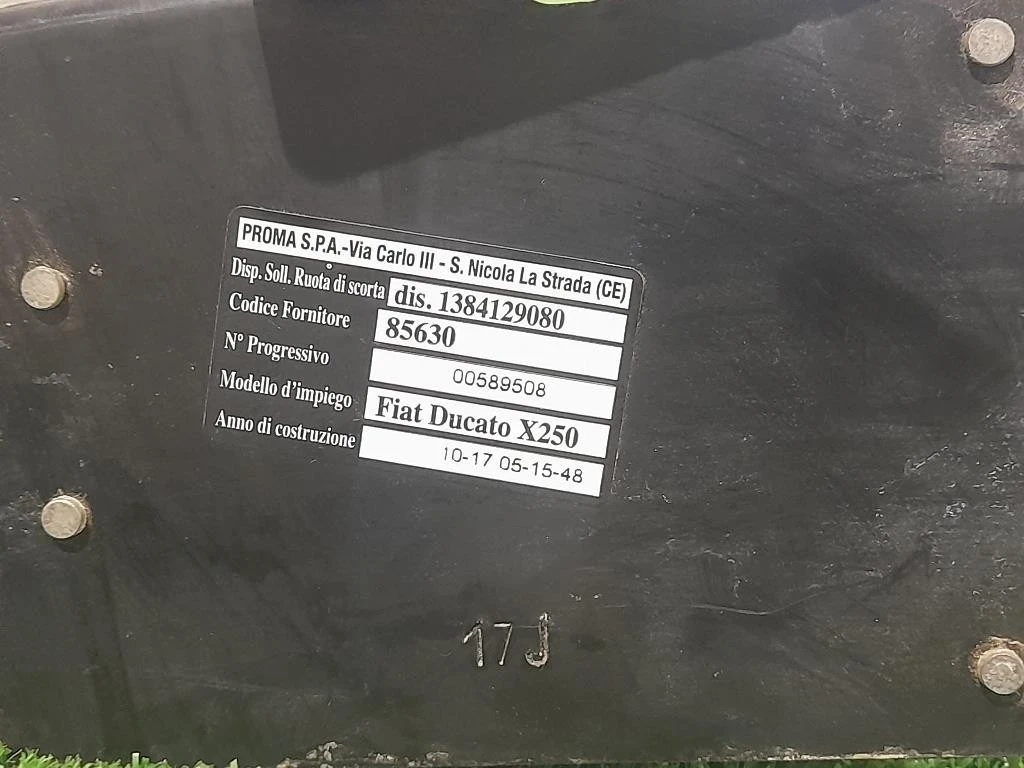 PROMA S.P.A.-Via Carlo III - S. Nicola La Strada (CE)
Disp. Soll. Ruota di scorta dis. 1384129080
Codice Fornitore 85630
N° Progressivo 00589508
Modello d'impiego Fiat Ducato X250
Anno di costruzione 10-17 05-15-48
17J